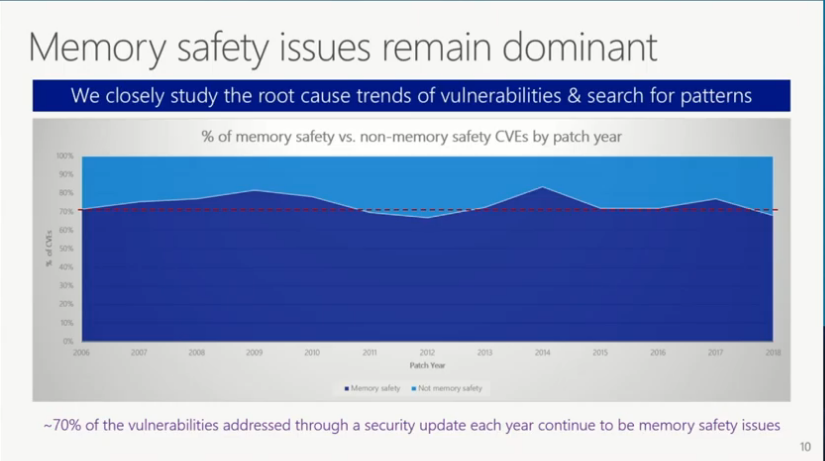 Memory safety issues remain dominant
We closely study the root cause trends of vulnerabilities & search for patterns
% of memory safety vs. non-memory safety CVEs by patch year
100%
90%
80%
70%
60%
50%
40%
30%
20%
10%
0%
% of CVEs
2006 2007 2008 2009 2010 2011 2012 2013 2014 2015 2016 2017 2018
Patch Year
Memory safety Not memory safety
~70% of the vulnerabilities addressed through a security update each year continue to be memory safety issues
10